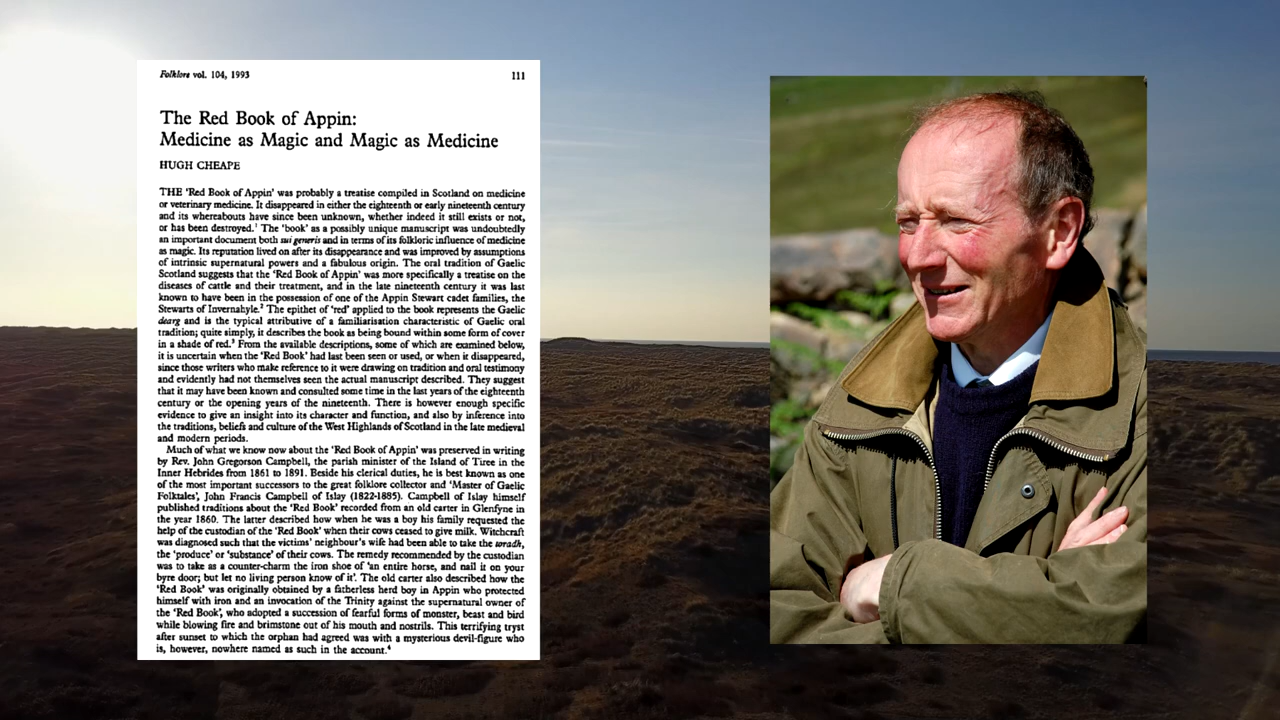 Folklore vol. 104, 1993
111
The Red Book of Appin:
Medicine as Magic and Magic as Medicine
HUGH CHEAPE
THE 'Red Book of Appin' was probably a treatise compiled in Scotland on medicine
or veterinary medicine. It disappeared in either the eighteenth or early nineteenth century
and its whereabouts have since been unknown, whether indeed it still exists or not,
or has been destroyed.¹ The 'book' as a possibly unique manuscript was undoubtedly
an important document both sui generis and in terms of its folkloric influence of medicine
as magic. Its reputation lived on after its disappearance and was improved by assumptions
of intrinsic supernatural powers and a fabulous origin. The oral tradition of Gaelic
Scotland suggests that the 'Red Book of Appin' was more specifically a treatise on the
diseases of cattle and their treatment, and in the late nineteenth century it was last
known to have been in the possession of one of the Appin Stewart cadet families, the
Stewarts of Invernahyle.² The epithet of 'red' applied to the book represents the Gaelic
dearg and is the typical attributive of a familiarisation characteristic of Gaelic oral
tradition; quite simply, it describes the book as being bound within some form of cover
in a shade of red.³ From the available descriptions, some of which are examined below,
it is uncertain when the 'Red Book' had last been seen or used, or when it disappeared,
since those writers who make reference to it were drawing on tradition and oral testimony
and evidently had not themselves seen the actual manuscript described. They suggest
that it may have been known and consulted some time in the last years of the eighteenth
century or the opening years of the nineteenth. There is however enough specific
evidence to give an insight into its character and function, and also by inference into
the traditions, beliefs and culture of the West Highlands of Scotland in the late medieval
and modern periods.
Much of what we know now about the 'Red Book of Appin' was preserved in writing
by Rev. John Gregorson Campbell, the parish minister of the Island of Tiree in the
Inner Hebrides from 1861 to 1891. Beside his clerical duties, he is best known as one
of the most important successors to the great folklore collector and 'Master of Gaelic
Folktales', John Francis Campbell of Islay (1822-1885). Campbell of Islay himself
published traditions about the 'Red Book' recorded from an old carter in Glenfyne in
the year 1860. The latter described how when he was a boy his family requested the
help of the custodian of the 'Red Book' when their cows ceased to give milk. Witchcraft
was diagnosed such that the victims' neighbour's wife had been able to take the toradh,
the 'produce' or 'substance' of their cows. The remedy recommended by the custodian
was to take as a counter-charm the iron shoe of 'an entire horse, and nail it on your
byre door; but let no living person know of it'. The old carter also described how the
'Red Book' was originally obtained by a fatherless herd boy in Appin who protected
himself with iron and an invocation of the Trinity against the supernatural owner of
the 'Red Book', who adopted a succession of fearful forms of monster, beast and bird
while blowing fire and brimstone out of his mouth and nostrils. This terrifying tryst
after sunset to which the orphan had agreed was with a mysterious devil-figure who
is, however, nowhere named as such in the account.⁴